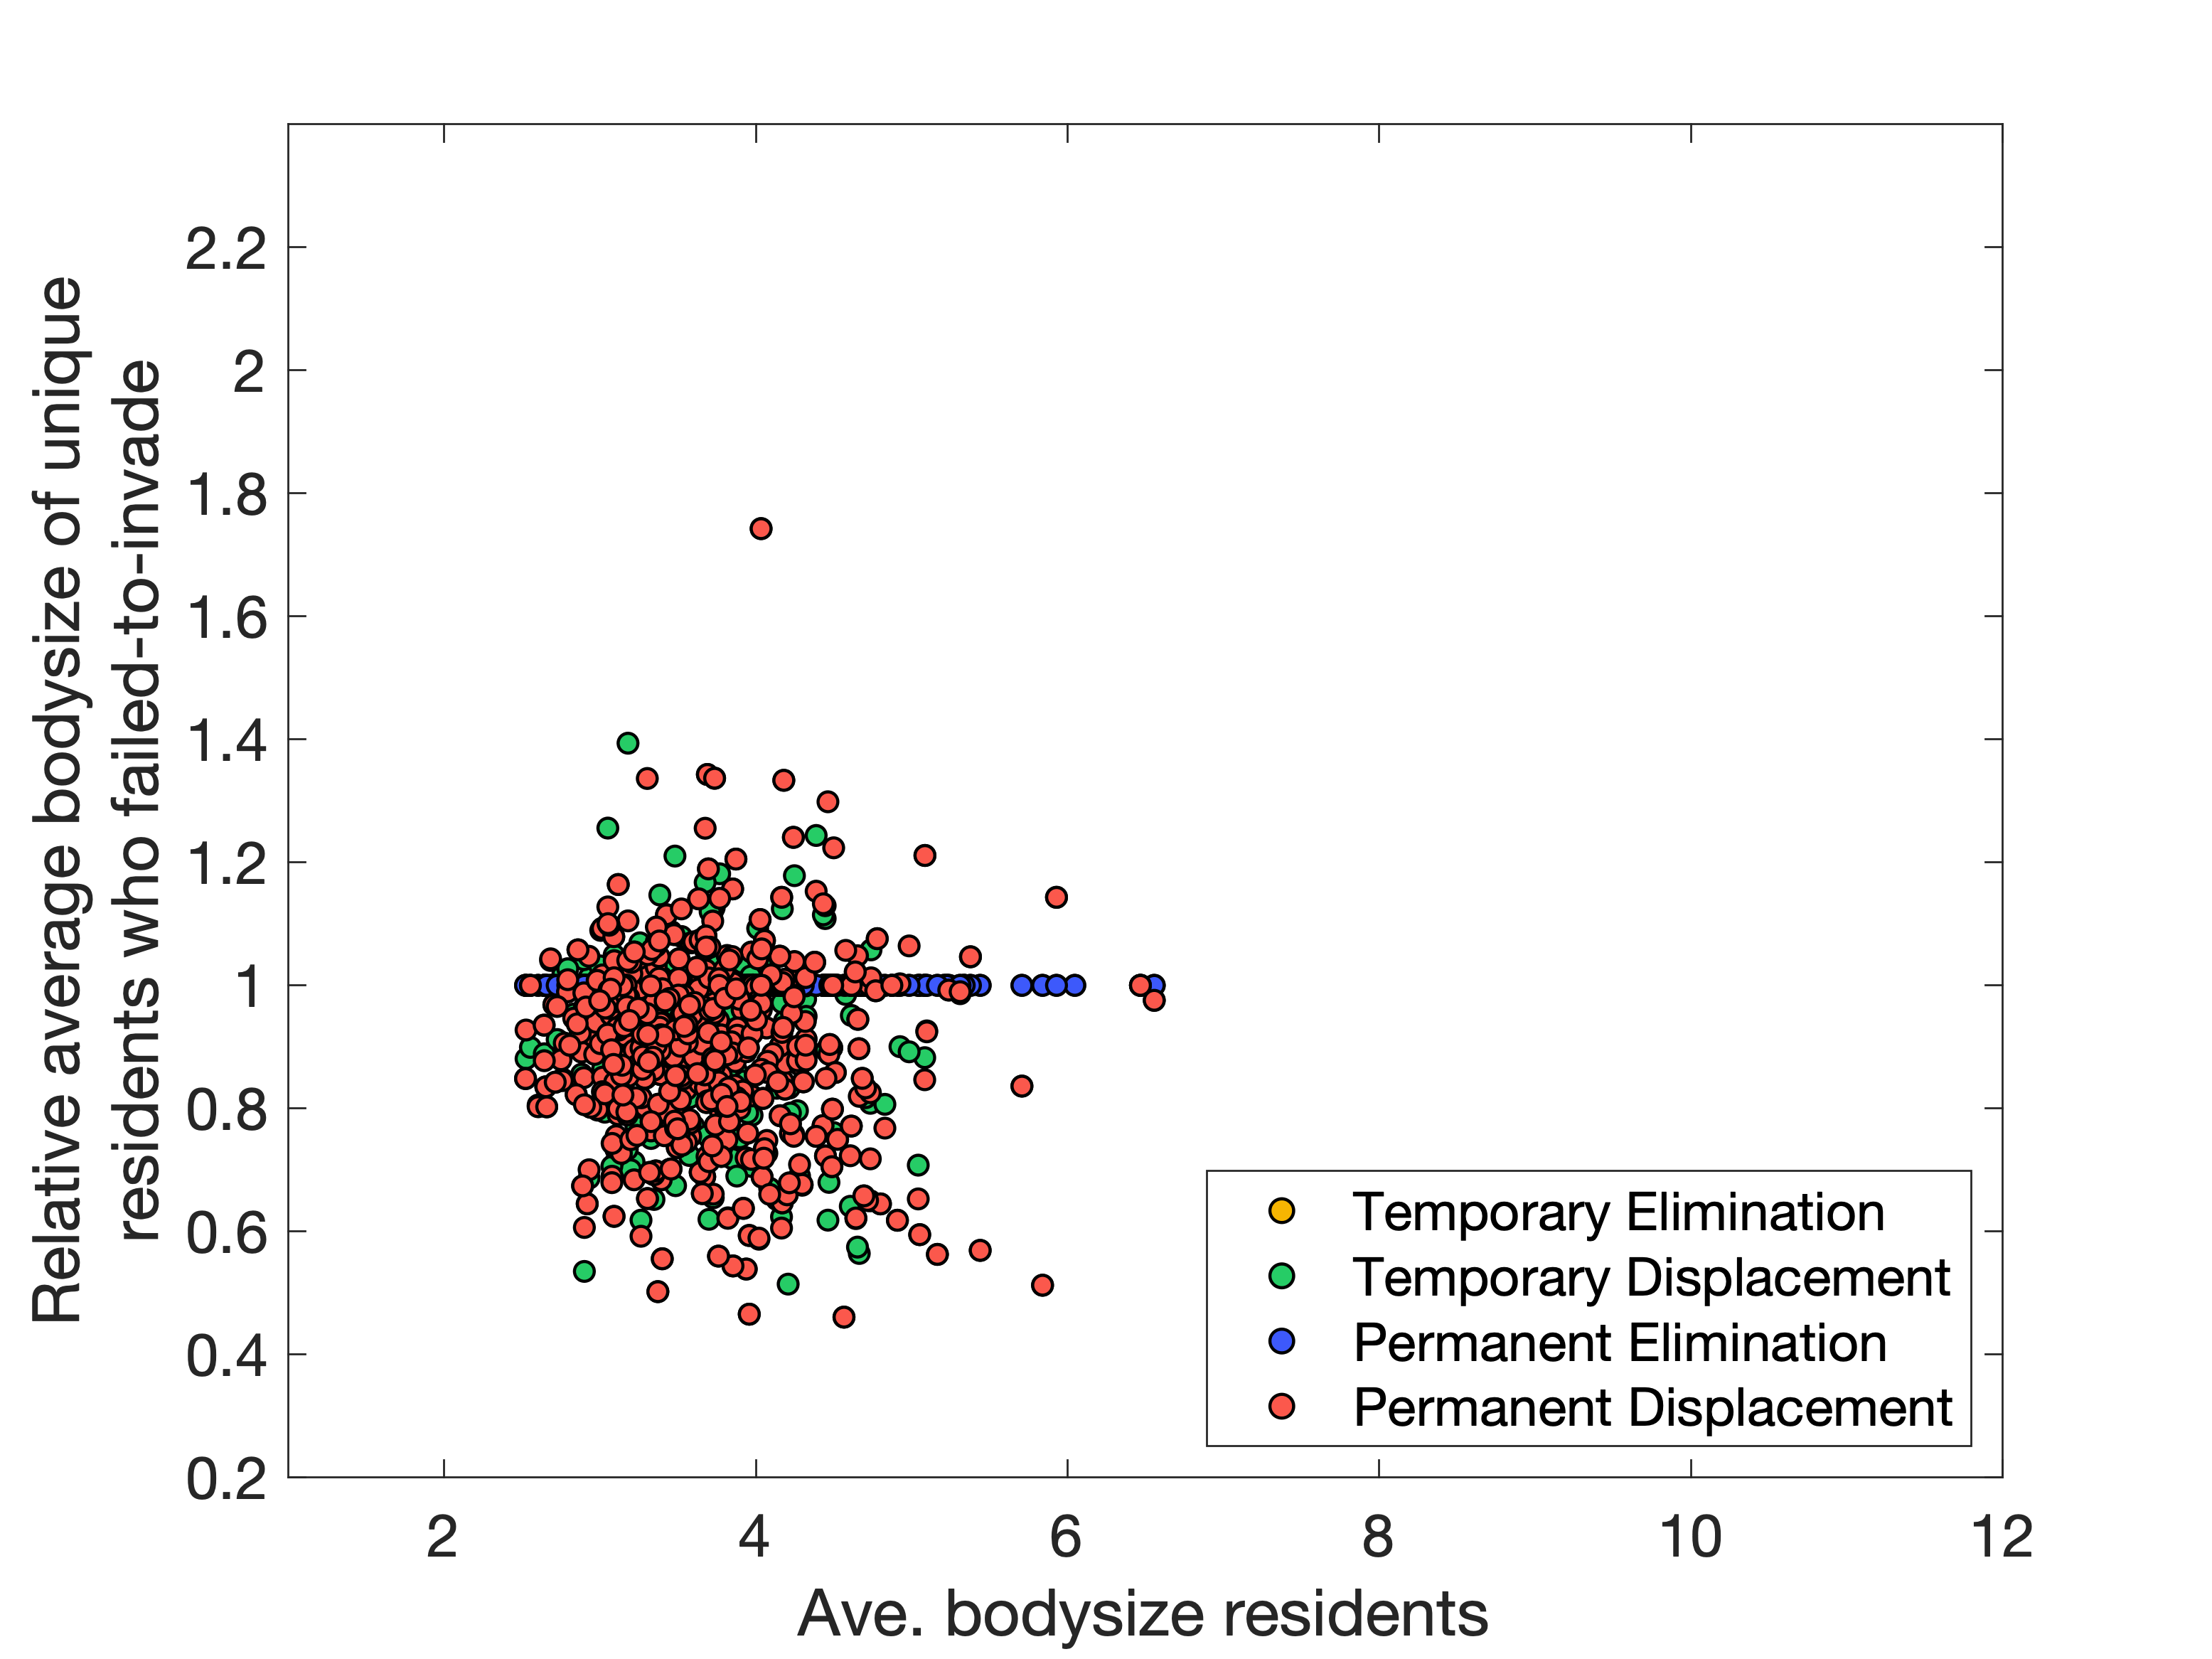 Relative average bodysize of unique
residents who failed-to-invade
2.2
2
1.8
1.6
1.4
1.2
1
0.8
0.6
0.4
0.2
Temporary Elimination
Temporary Displacement
Permanent Elimination
Permanent Displacement
2
4
6
8
10
12
Ave. bodysize residents